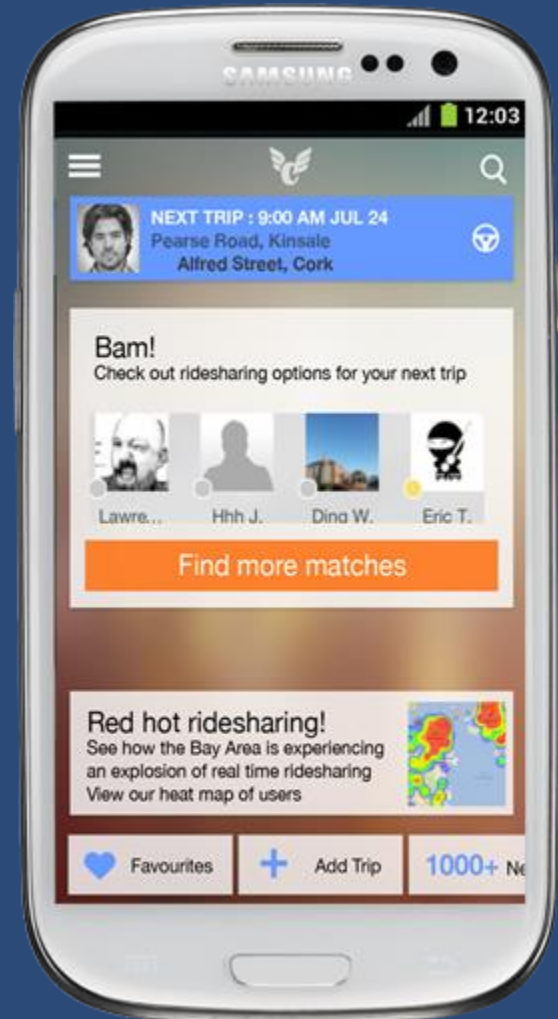 SAMSUNG
12:03
NEXT TRIP : 9:00 AM JUL 24
Pearse Road, Kinsale
Alfred Street, Cork
Bam!
Check out ridesharing options for your next trip
Lawre...
Hhh J.
Ding W.
Eric T.
Find more matches
Red hot ridesharing!
See how the Bay Area is experiencing
an explosion of real time ridesharing
View our heat map of users
Favourites
Add Trip
1000+ Ne